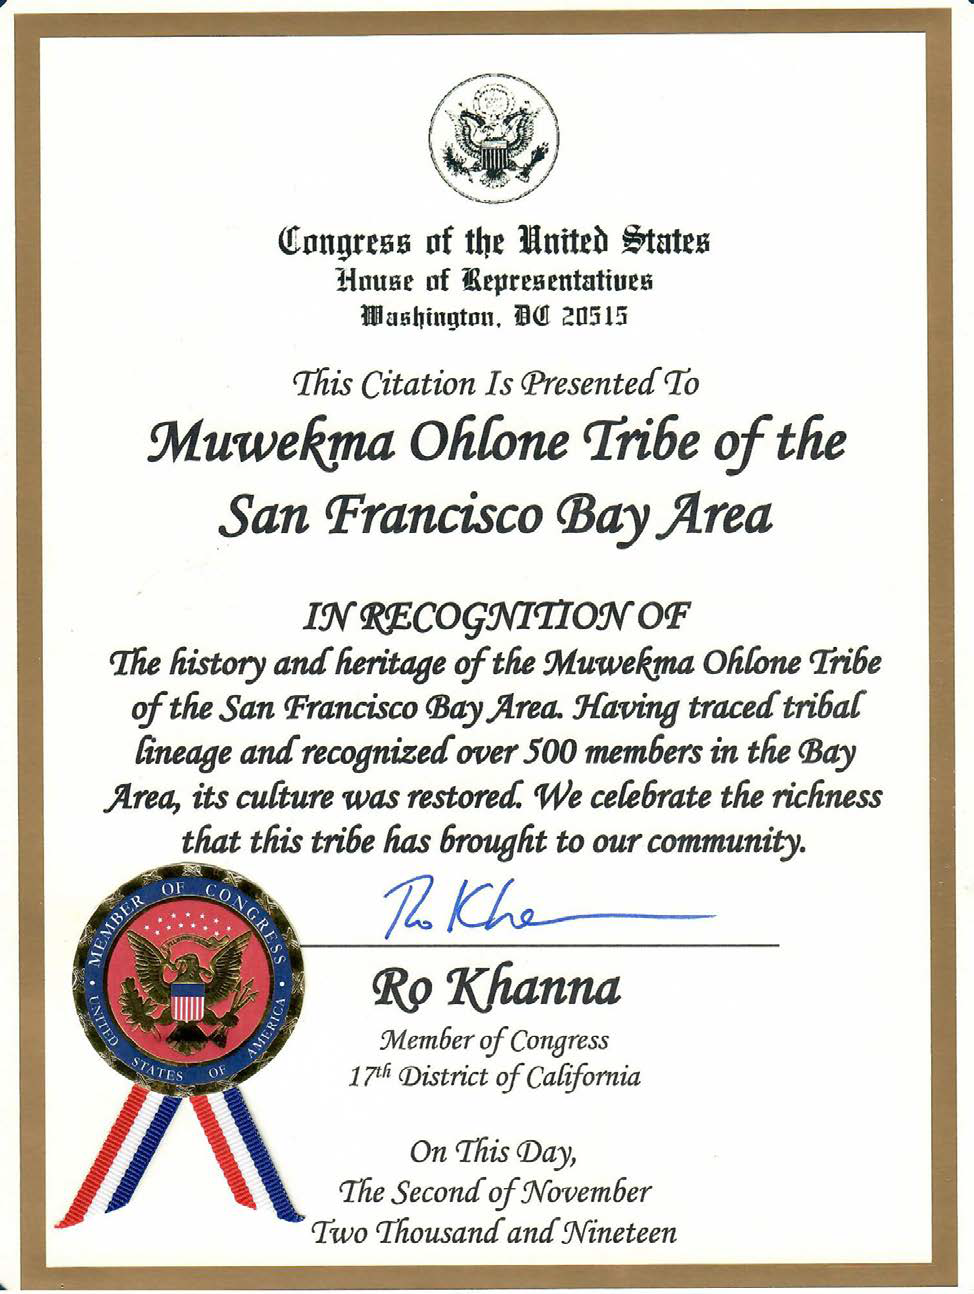 Congress of the United States
House of Representatives
Washington, DC 20515
This Citation Is Presented To
Muwekma Ohlone Tribe of the
San Francisco Bay Area
IN RECOGNITION OF
The history and heritage of the Muwekma Ohlone Tribe
of the San Francisco Bay Area. Having traced tribal
lineage and recognized over 500 members in the Bay
Area, its culture was restored. We celebrate the richness
that this tribe has brought to our community.
Ro Khanna
Member of Congress
17th District of California
On This Day,
The Second of November
Two Thousand and Nineteen
MEMBER OF CONGRESS
UNITED STATES OF AMERICA